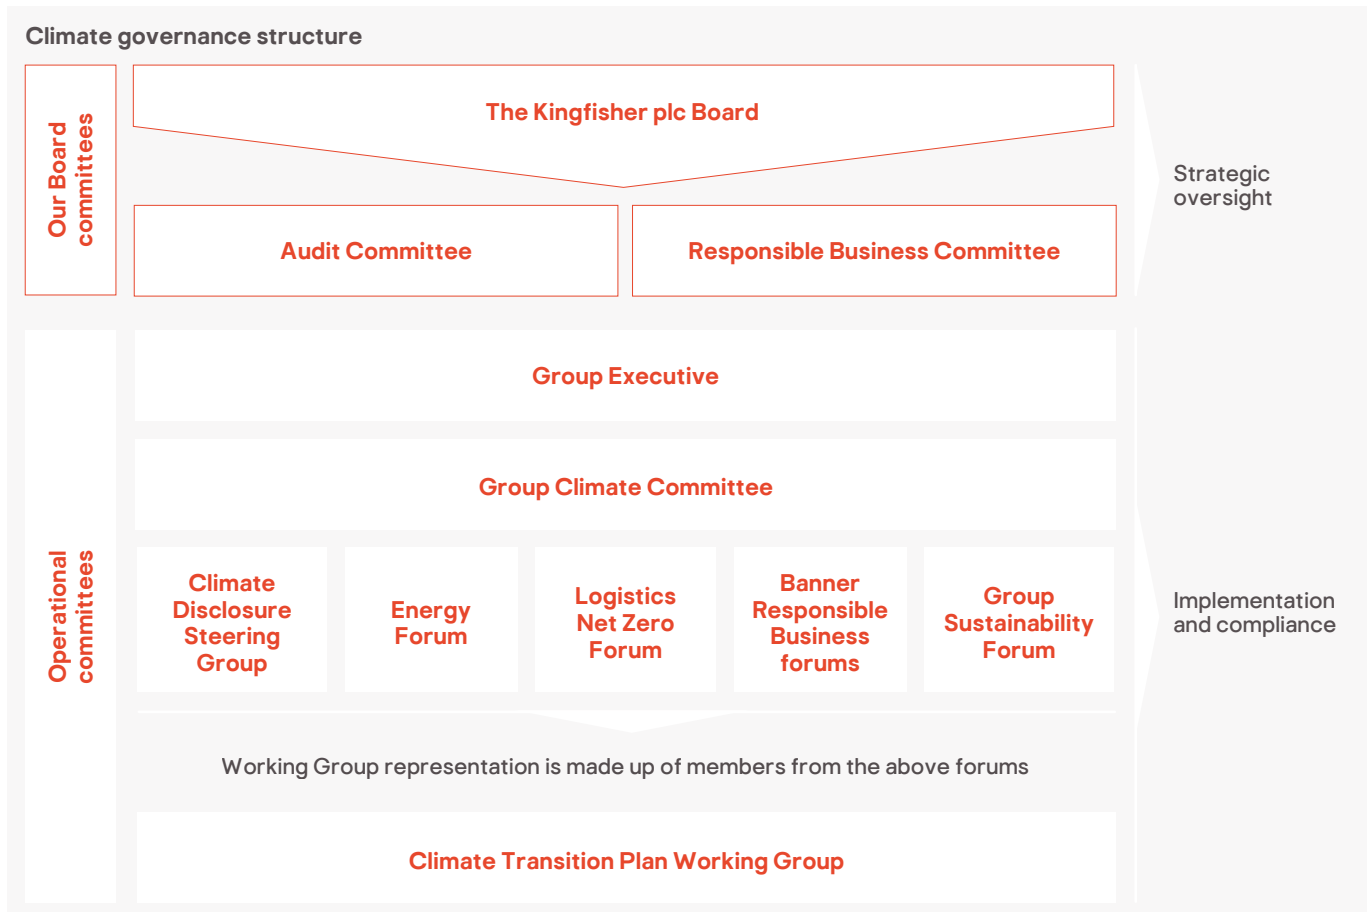 Climate governance structure
Our Board
committees
The Kingfisher plc Board
Audit Committee
Responsible Business Committee
Strategic
oversight
Operational
committees
Group Executive
Group Climate Committee
Climate
Disclosure
Steering
Group
Energy
Forum
Logistics
Net Zero
Forum
Banner
Responsible
Business
forums
Group
Sustainability
Forum
Implementation
and compliance
Working Group representation is made up of members from the above forums
Climate Transition Plan Working Group